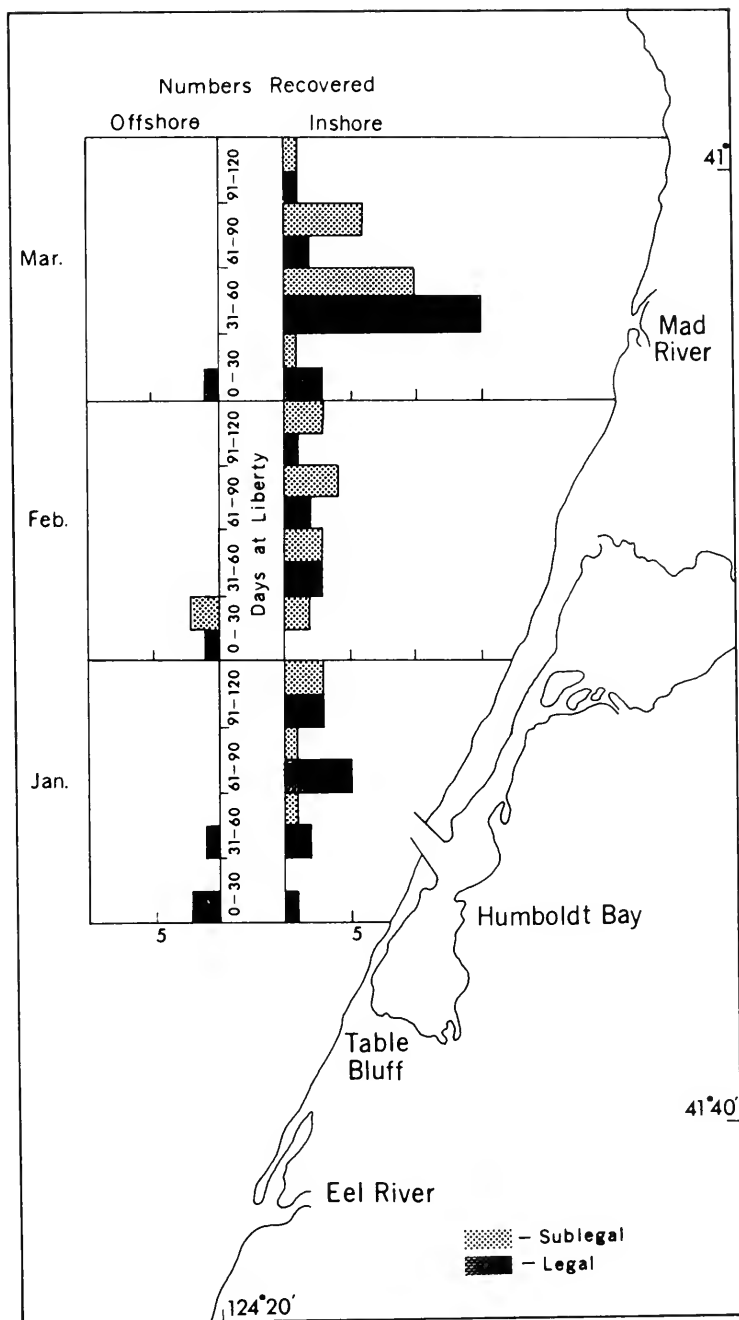 Numbers Recovered
Offshore
Inshore
Mar.
91–120
61–90
31–60
0–30
Feb.
Days at Liberty
91–120
61–90
31–60
0–30
Jan.
91–120
61–90
31–60
0–30
5
5
41°
Mad
River
Humboldt Bay
Table
Bluff
41°40'
Eel River
– Sublegal
– Legal
124°20'